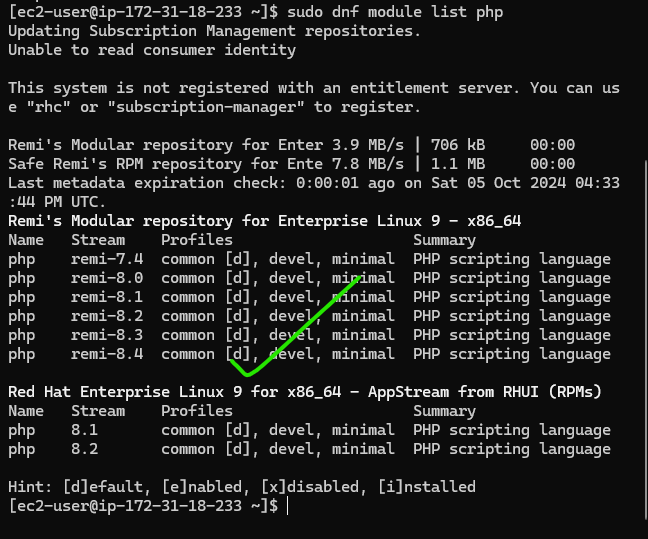 [ec2-user@ip-172-31-18-233 ~]$ sudo dnf module list php
Updating Subscription Management repositories.
Unable to read consumer identity
This system is not registered with an entitlement server. You can us
e "rhc" or "subscription-manager" to register.
Remi's Modular repository for Enter 3.9 MB/s | 706 kB     00:00
Safe Remi's RPM repository for Ente 7.8 MB/s | 1.1 MB     00:00
Last metadata expiration check: 0:00:01 ago on Sat 05 Oct 2024 04:33
:44 PM UTC.
Remi's Modular repository for Enterprise Linux 9 - x86_64
Name   Stream    Profiles                   Summary
php    remi-7.4  common [d], devel, minimal  PHP scripting language
php    remi-8.0  common [d], devel, minimal  PHP scripting language
php    remi-8.1  common [d], devel, minimal  PHP scripting language
php    remi-8.2  common [d], devel, minimal  PHP scripting language
php    remi-8.3  common [d], devel, minimal  PHP scripting language
php    remi-8.4  common [d], devel, minimal  PHP scripting language
Red Hat Enterprise Linux 9 for x86_64 - AppStream from RHUI (RPMs)
Name   Stream    Profiles                   Summary
php    8.1       common [d], devel, minimal  PHP scripting language
php    8.2       common [d], devel, minimal  PHP scripting language
Hint: [d]efault, [e]nabled, [x]disabled, [i]nstalled
[ec2-user@ip-172-31-18-233 ~]$